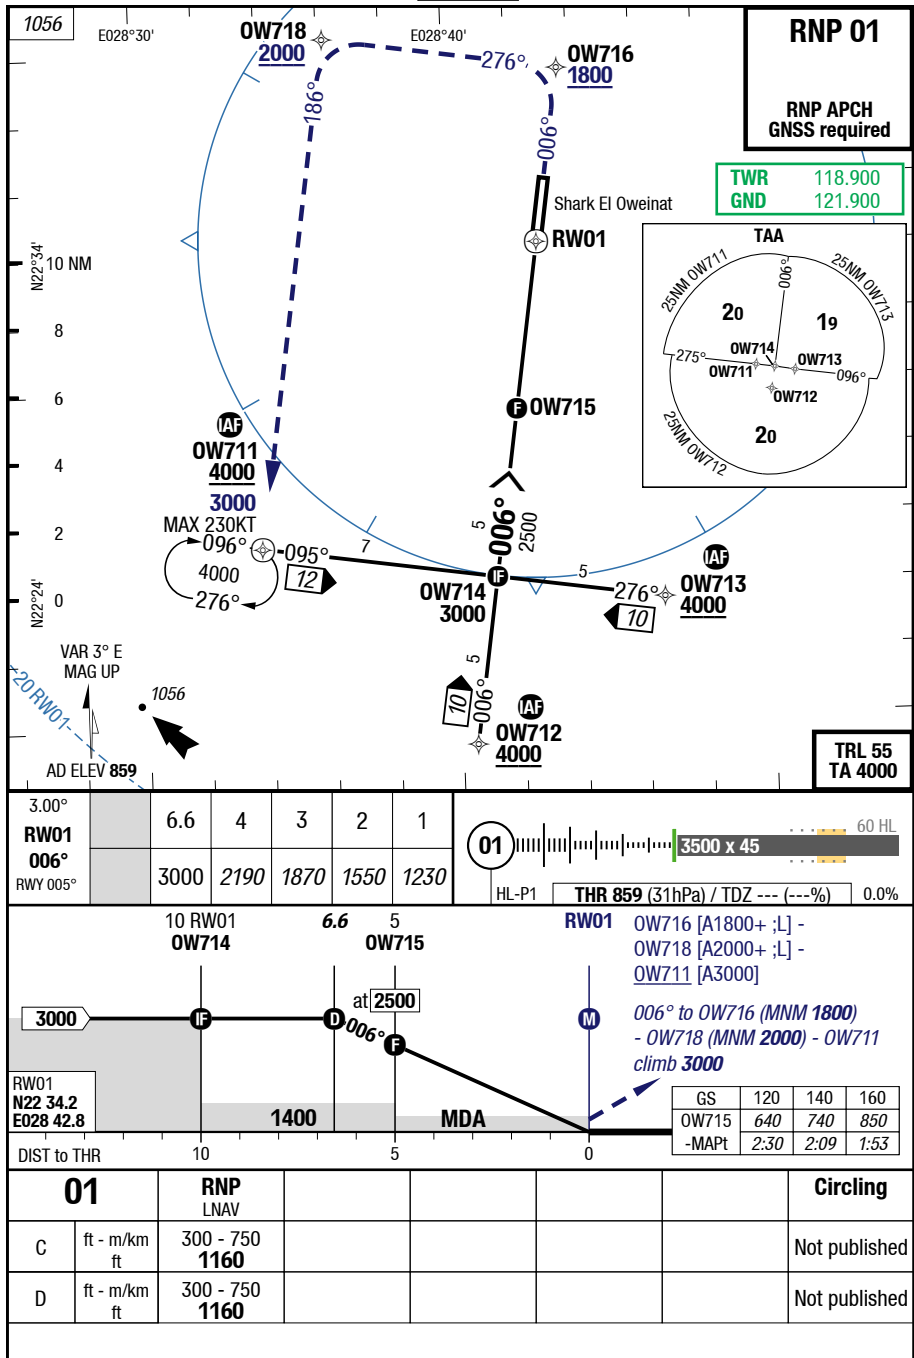 1056
E028°30'
E028°40'
OW718
2000
OW716
1800
276°
186°
006°
RNP 01
RNP APCH
GNSS required
TWR 118.900
GND 121.900
Shark El Oweinat
RW01
TAA
25NM OW711
25NM OW713
25NM OW712
006°
20
19
20
275°
096°
OW714
OW711
OW713
OW712
N22°34'
10 NM
8
6
4
2
0
N22°24'
OW715
IAF
OW711
4000
3000
MAX 230KT
096°
4000
276°
095°
7
12
F
5
006°
2500
IF
OW714
3000
5
276°
10
IAF
OW713
4000
5
006°
10
IAF
OW712
4000
VAR 3° E
MAG UP
1056
20 RW01
AD ELEV 859
TRL 55
TA 4000
3.00°
RW01
006°
RWY 005°
6.6 4 3 2 1
3000 2190 1870 1550 1230
01
3500 x 45
60 HL
HL-P1
THR 859 (31hPa) / TDZ --- (---%)
0.0%
10 RW01 6.6 5 RW01
OW714 OW715
at 2500
3000
IF
D
006°
F
M
OW716 [A1800+ ;L] -
OW718 [A2000+ ;L] -
OW711 [A3000]
006° to OW716 (MNM 1800)
- OW718 (MNM 2000) - OW711
climb 3000
RW01
N22 34.2
E028 42.8
1400
MDA
GS 120 140 160
OW715 640 740 850
-MAPt 2:30 2:09 1:53
DIST to THR 10 5 0
01 RNP Circling
LNAV
C ft - m/km 300 - 750 Not published
ft 1160
D ft - m/km 300 - 750 Not published
ft 1160